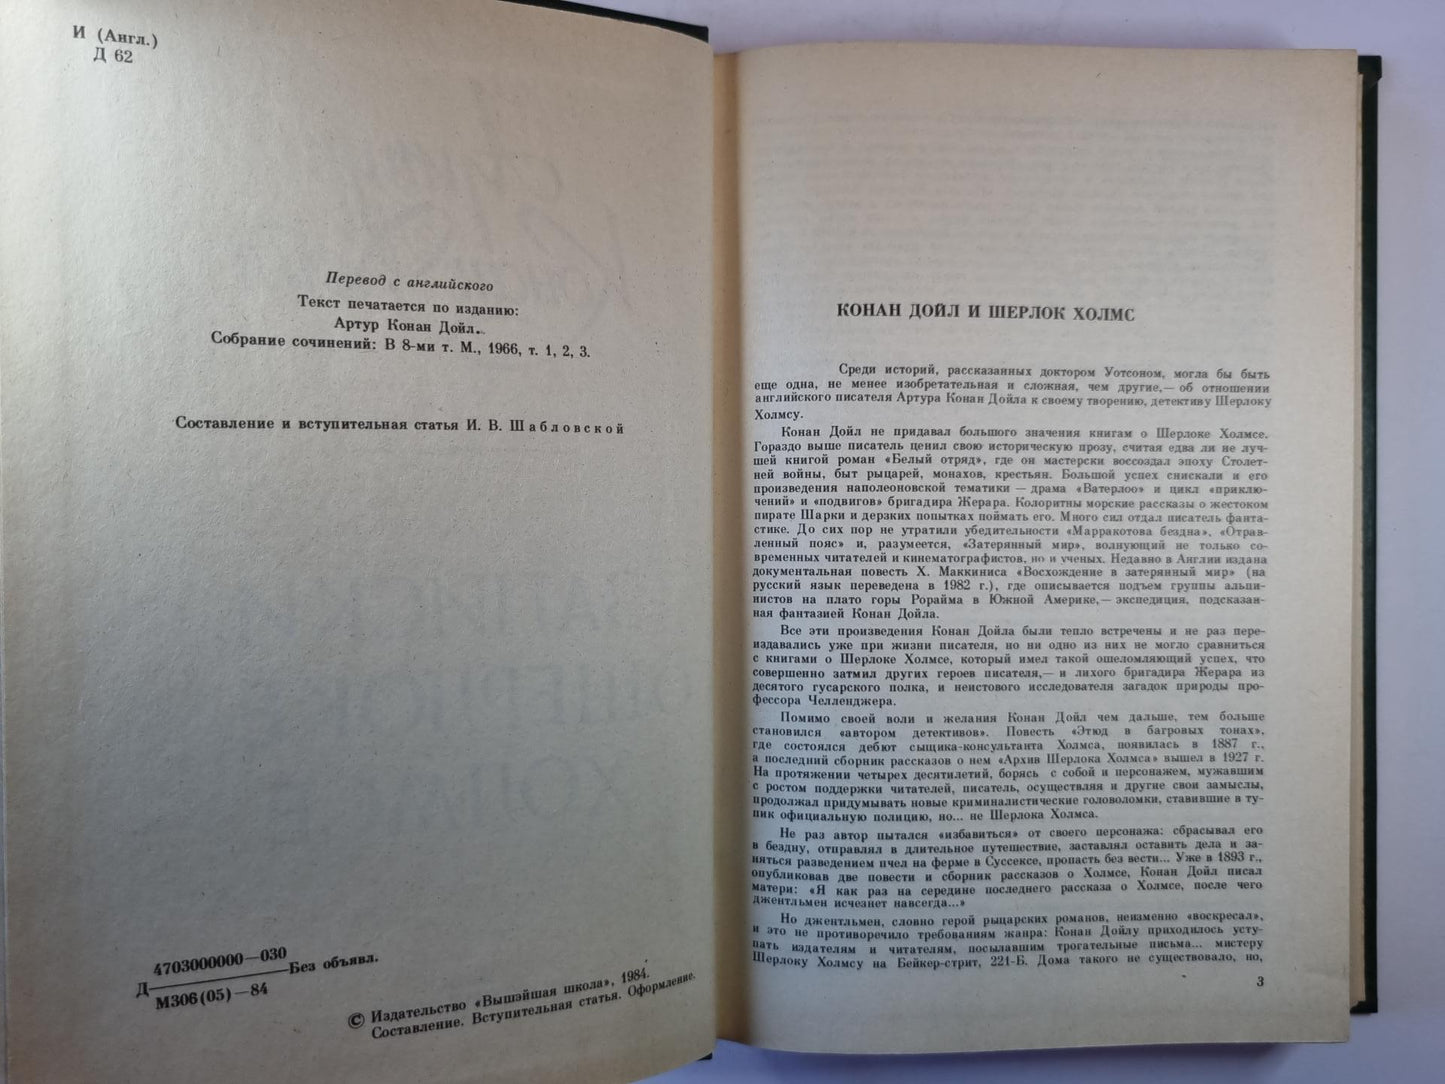 И (Англ.)
Д 62
Перевод с английского
Текст печатается по изданию:
Артур Конан Дойл.
Собрание сочинений: В 8-ми т. М., 1966, т. 1, 2, 3.
Составление и вступительная статья И. В. Шабловской
4703000000—030
Д————Без объявл.
М306(05)—84
© Издательство «Вышэйшая школа», 1984.
Составление. Вступительная статья. Оформление.
КОНАН ДОЙЛ И ШЕРЛОК ХОЛМС
Среди историй, рассказанных доктором Уотсоном, могла бы быть
еще одна, не менее изобретательная и сложная, чем другие,— об отношении
английского писателя Артура Конан Дойла к своему творению, детективу Шерлоку
Холмсу.
Конан Дойл не придавал большого значения книгам о Шерлоке Холмсе.
Гораздо выше писатель ценил свою историческую прозу, считая едва ли не луч-
шей книгой роман «Белый отряд», где он мастерски воссоздал эпоху Столет-
ней войны, быт рыцарей, монахов, крестьян. Большой успех снискали и его
произведения наполеоновской тематики — драма «Ватерлоо» и цикл «приклю-
чений» и «подвигов» бригадира Жерара. Колоритны морские рассказы о жестоком
пирате Шарки и дерзких попытках поймать его. Много сил отдал писатель фанта-
стике. До сих пор не утратили убедительности «Марракотова бездна», «Отрав-
ленный пояс» и, разумеется, «Затерянный мир», волнующий не только со-
временных читателей и кинематографистов, но и ученых. Недавно в Англии издана
документальная повесть Х. Маккиниса «Восхождение в затерянный мир» (на
русский язык переведена в 1982 г.), где описывается подъем группы альпи-
нистов на плато горы Рорайма в Южной Америке,— экспедиция, подсказан-
ная фантазией Конан Дойла.
Все эти произведения Конан Дойла были тепло встречены и не раз пере-
издавались уже при жизни писателя, но ни одно из них не могло сравниться
с книгами о Шерлоке Холмсе, который имел такой ошеломляющий успех, что
совершенно затмил других героев писателя,— и лихого бригадира Жерара из
десятого гусарского полка, и неистового исследователя загадок природы про-
фессора Челленджера.
Помимо своей воли и желания Конан Дойл чем дальше, тем больше
становился «автором детективов». Повесть «Этюд в багровых тонах»,
где состоялся дебют сыщика-консультанта Холмса, появилась в 1887 г.,
а последний сборник рассказов о нем «Архив Шерлока Холмса» вышел в 1927 г.
На протяжении четырех десятилетий, борясь с собой и персонажем, мужавшим
с ростом поддержки читателей, писатель, осуществляя и другие свои замыслы,
продолжал придумывать новые криминалистические головоломки, ставившие в ту-
пик официальную полицию, но... не Шерлока Холмса.
Не раз автор пытался «избавиться» от своего персонажа: сбрасывал его
в бездну, отправлял в длительное путешествие, заставлял оставить дела и за-
няться разведением пчел на ферме в Суссексе, пропасть без вести... Уже в 1893 г.,
опубликовав две повести и сборник рассказов о Холмсе, Конан Дойл писал
матери: «Я как раз на середине последнего рассказа о Холмсе, после чего
джентльмен исчезнет навсегда...»
Но джентльмен, словно герой рыцарских романов, неизменно «воскресал»,
и это не противоречило требованиям жанра: Конан Дойлу приходилось усту-
пать издателям и читателям, посылавшим трогательные письма... мистеру
Шерлоку Холмсу на Бейкер-стрит, 221-Б. Дома такого не существовало, но,
3